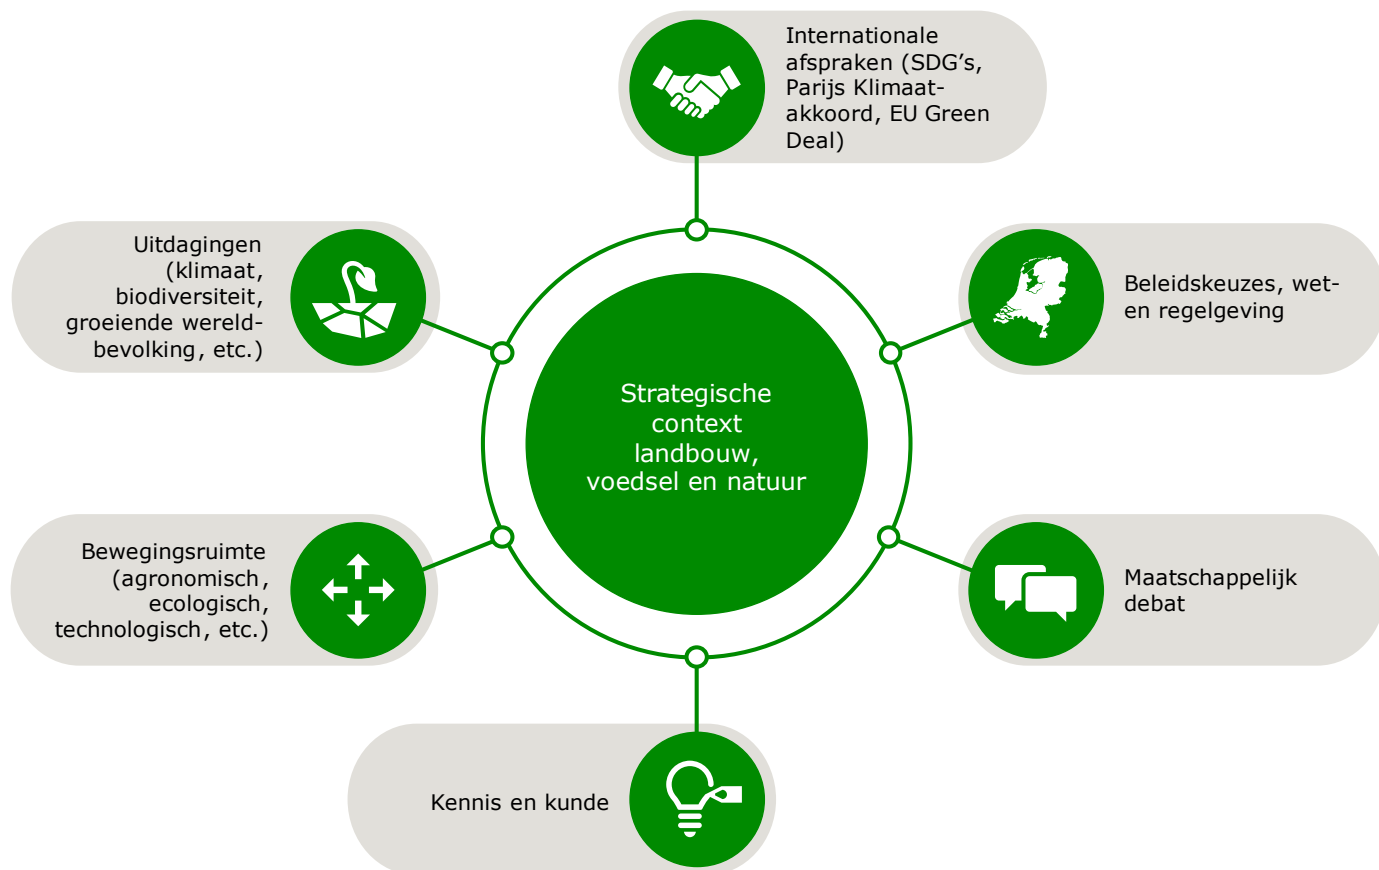 Internationale
afspraken (SDG's,
Parijs Klimaat-
akkoord, EU Green
Deal)
Uitdagingen
(klimaat,
biodiversiteit,
groeiende wereld-
bevolking, etc.)
Beleidskeuzes, wet-
en regelgeving
Strategische
context
landbouw,
voedsel en natuur
Bewegingsruimte
(agronomisch,
ecologisch,
technologisch, etc.)
Maatschappelijk
debat
Kennis en kunde